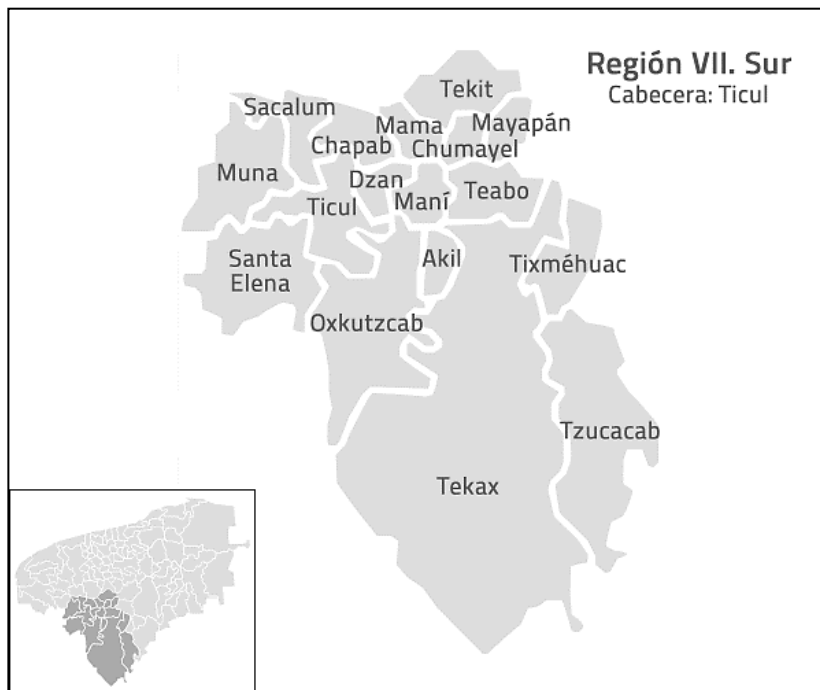 Región VII. Sur
Cabecera: Ticul
Tekit
Sacalum
Mama
Mayapán
Chapab
Chumayel
Muna
Dzan
Maní
Teabo
Ticul
Santa
Elena
Akil
Tixméhuac
Oxkutzcab
Tzucacab
Tekax